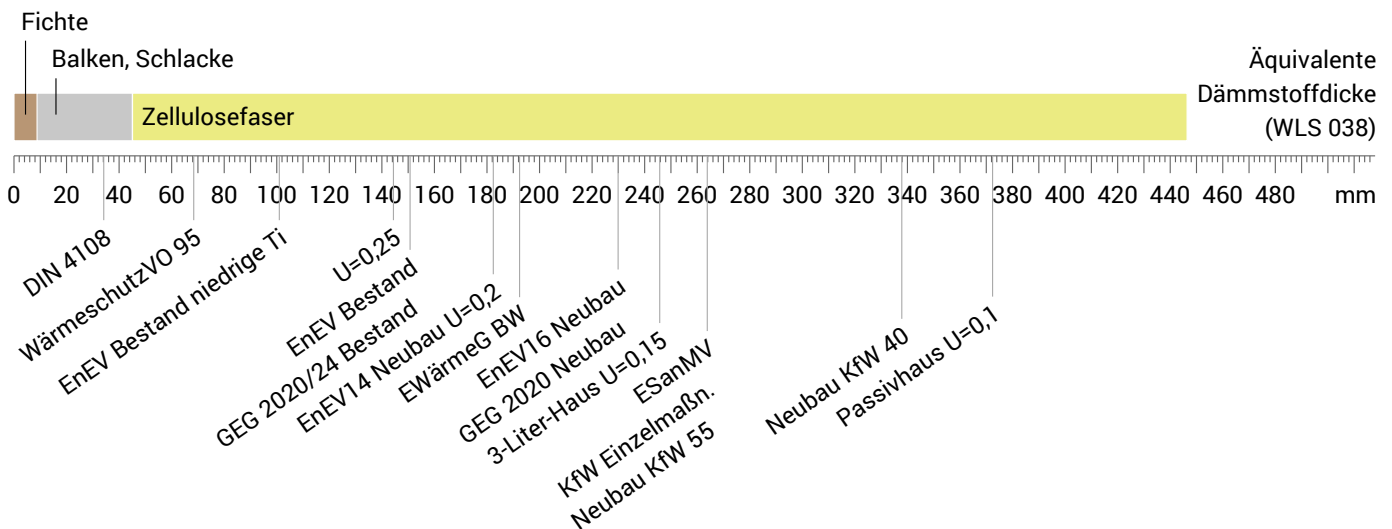 Fichte
Balken, Schlacke
Äquivalente
Dämmstoffdicke
(WLS 038)
Zellulosefaser
0 20 40 60 80 100 120 140 160 180 200 220 240 260 280 300 320 340 360 380 400 420 440 460 480 mm
DIN 4108
WärmeschutzVO 95
EnEV Bestand niedrige Ti
U=0,25
EnEV Bestand
GEG 2020/24 Bestand
EnEV14 Neubau U=0,2
EWärmeG BW
EnEV16 Neubau
GEG 2020 Neubau
3-Liter-Haus U=0,15
ESanMV
KfW Einzelmaßn.
Neubau KfW 55
Neubau KfW 40
Passivhaus U=0,1